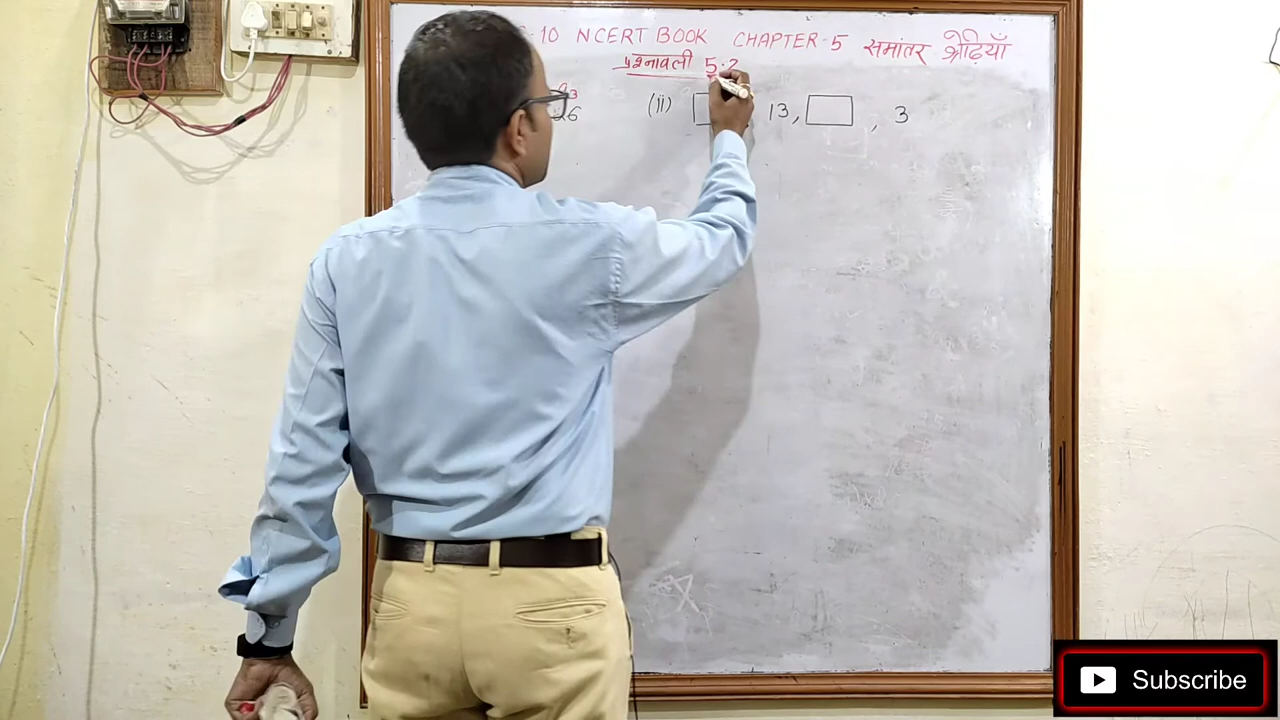 -10 NCERT BOOK CHAPTER-5 समांतर श्रेढ़ियाँ
प्रश्नावली 5.2
26 (ii) , 13, , 3
Subscribe